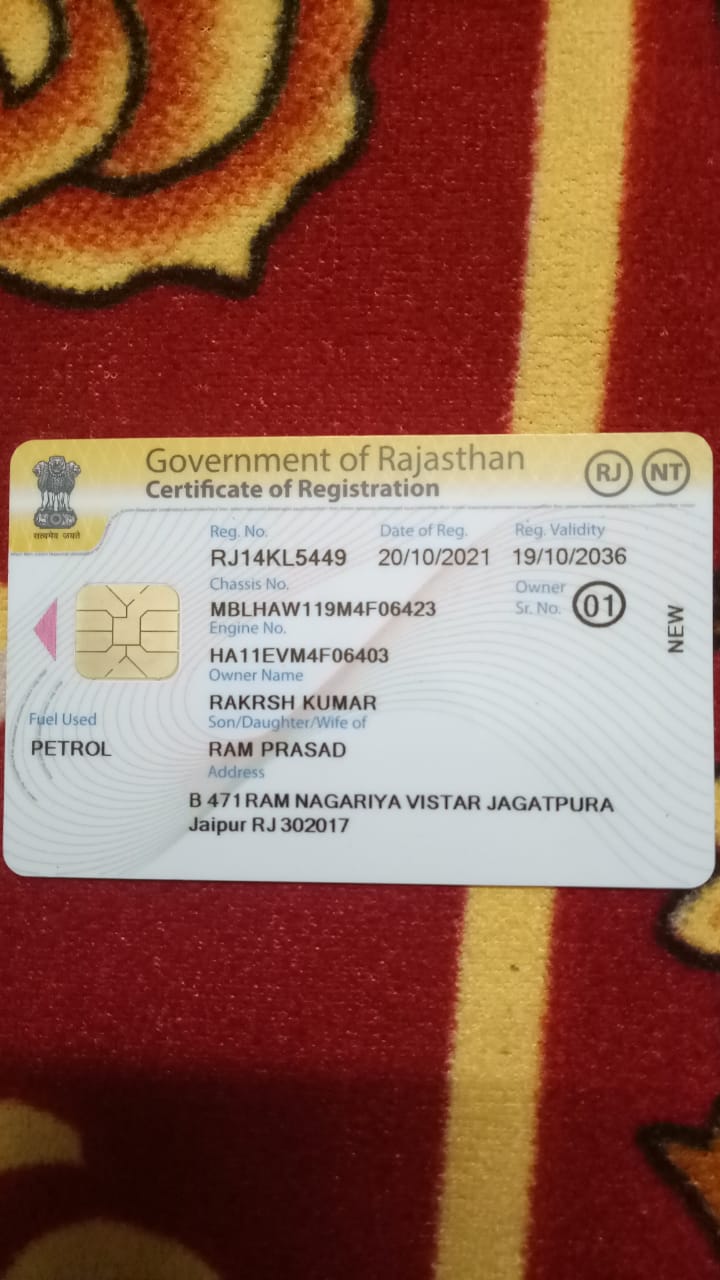 Government of Rajasthan
Certificate of Registration
RJ NT
सत्यमेव जयते
Reg. No. Date of Reg. Reg. Validity
RJ14KL5449 20/10/2021 19/10/2036
Chassis No. Owner Sr. No. 01
MBLHAW119M4F06423
Engine No.
HA11EVM4F06403
NEW
Owner Name
RAKRSH KUMAR
Fuel Used Son/Daughter/Wife of
PETROL RAM PRASAD
Address
B 471 RAM NAGARIYA VISTAR JAGATPURA
Jaipur RJ 302017